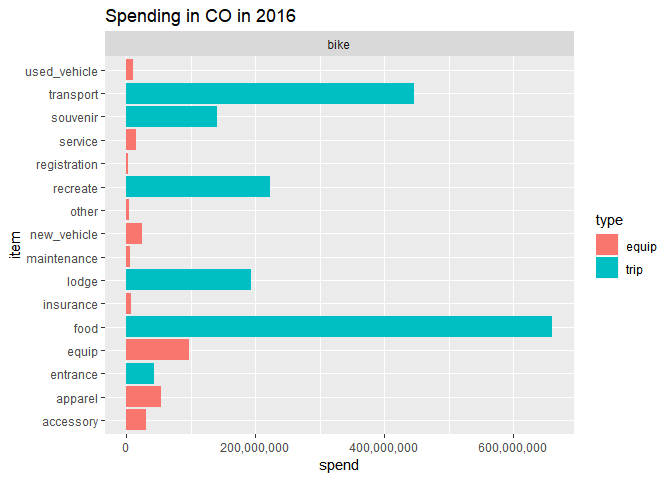 Spending in CO in 2016
bike
used_vehicle
transport
souvenir
service
registration
recreate
other
new_vehicle
maintenance
lodge
insurance
food
equip
entrance
apparel
accessory
item
0
200,000,000
400,000,000
600,000,000
spend
type
equip
trip